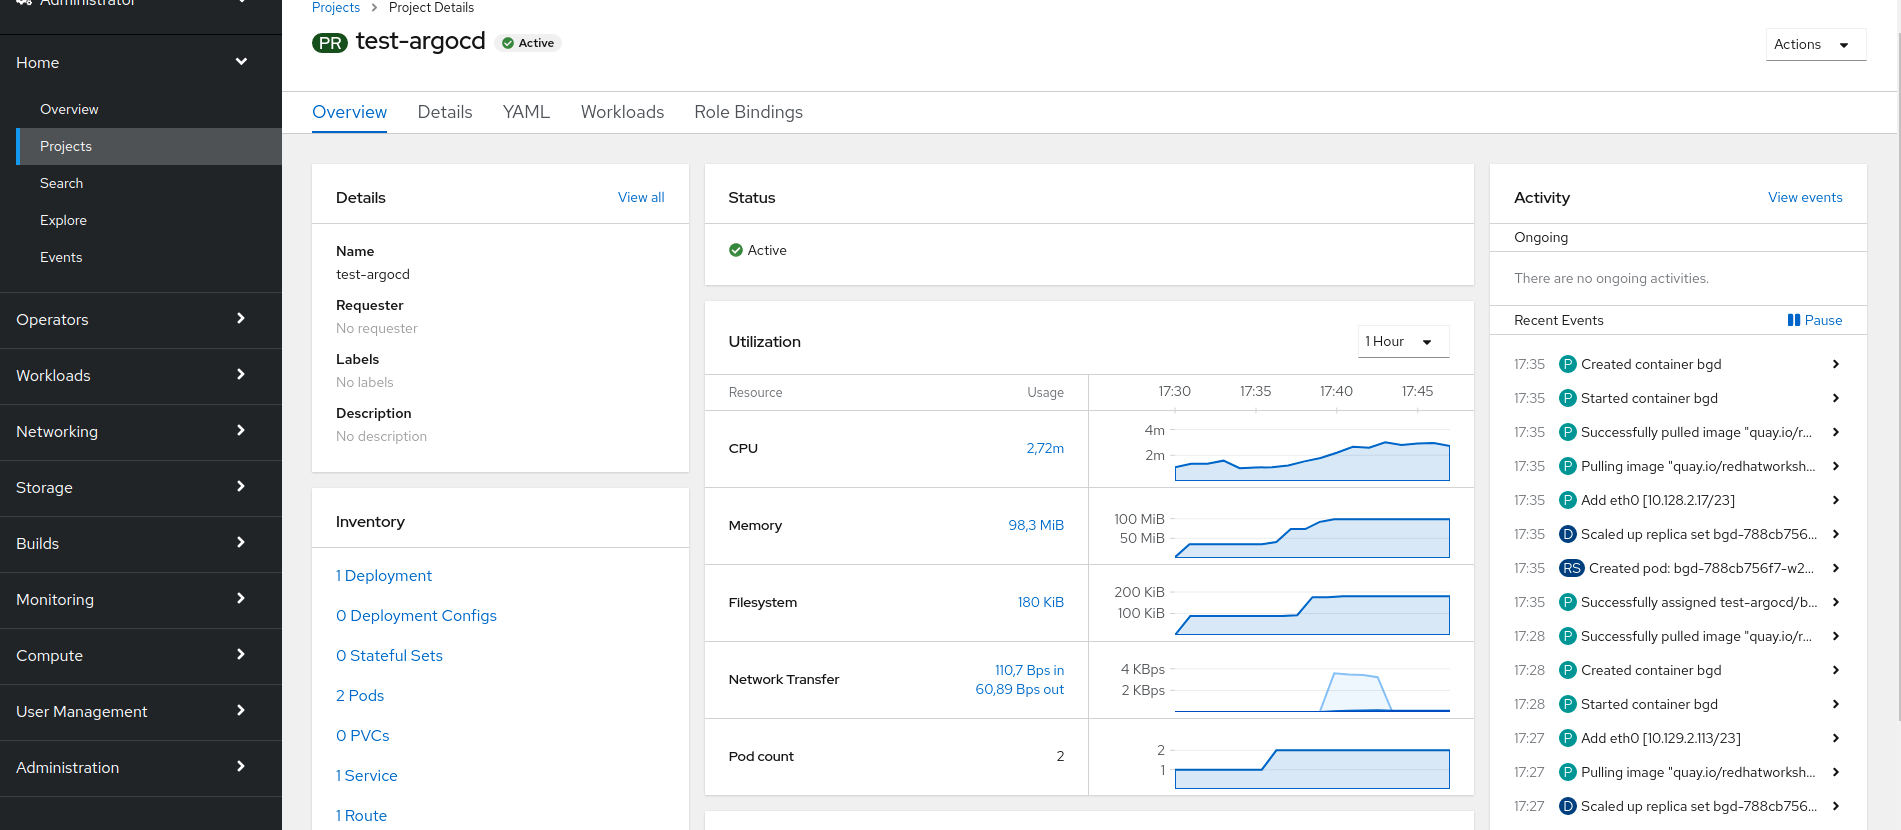 Administrator
Home
Overview
Projects
Search
Explore
Events
Operators
Workloads
Networking
Storage
Builds
Monitoring
Compute
User Management
Administration
Projects > Project Details
PR test-argocd Active
Actions
Overview Details YAML Workloads Role Bindings
Details View all
Name
test-argocd
Requester
No requester
Labels
No labels
Description
No description
Inventory
1 Deployment
0 Deployment Configs
0 Stateful Sets
2 Pods
0 PVCs
1 Service
1 Route
Status
Active
Utilization 1 Hour
Resource Usage 17:30 17:35 17:40 17:45
CPU 2,72m 4m 2m
Memory 98,3 MiB 100 MiB 50 MiB
Filesystem 180 KiB 200 KiB 100 KiB
Network Transfer 110,7 Bps in 60,89 Bps out 4 KBps 2 KBps
Pod count 2 2 1
Activity View events
Ongoing
There are no ongoing activities.
Recent Events Pause
17:35 P Created container bgd
17:35 P Started container bgd
17:35 P Successfully pulled image "quay.io/r...
17:35 P Pulling image "quay.io/redhatworksh...
17:35 P Add eth0 [10.128.2.17/23]
17:35 D Scaled up replica set bgd-788cb756...
17:35 RS Created pod: bgd-788cb756f7-w2...
17:35 P Successfully assigned test-argocd/b...
17:28 P Successfully pulled image "quay.io/r...
17:28 P Created container bgd
17:28 P Started container bgd
17:27 P Add eth0 [10.129.2.113/23]
17:27 P Pulling image "quay.io/redhatworksh...
17:27 D Scaled up replica set bgd-788cb756...